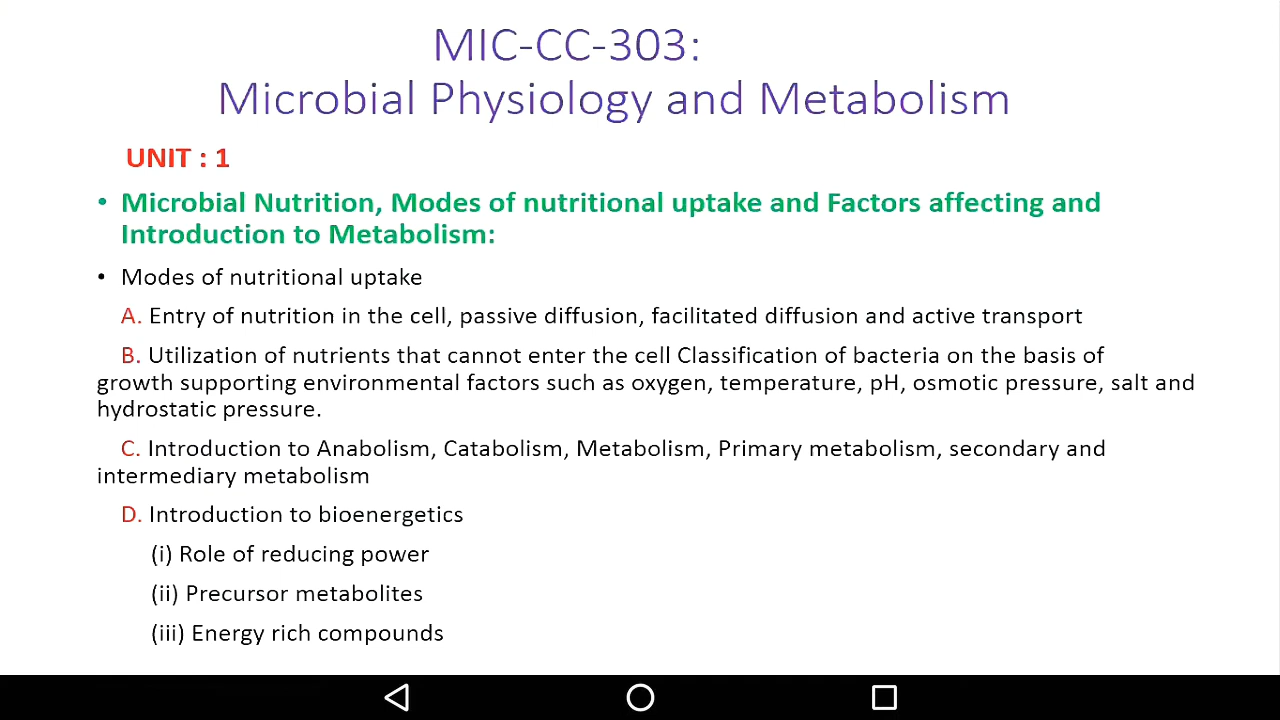 MIC-CC-303:
Microbial Physiology and Metabolism
UNIT : 1
• Microbial Nutrition, Modes of nutritional uptake and Factors affecting and
Introduction to Metabolism:
• Modes of nutritional uptake
A. Entry of nutrition in the cell, passive diffusion, facilitated diffusion and active transport
B. Utilization of nutrients that cannot enter the cell Classification of bacteria on the basis of
growth supporting environmental factors such as oxygen, temperature, pH, osmotic pressure, salt and
hydrostatic pressure.
C. Introduction to Anabolism, Catabolism, Metabolism, Primary metabolism, secondary and
intermediary metabolism
D. Introduction to bioenergetics
(i) Role of reducing power
(ii) Precursor metabolites
(iii) Energy rich compounds